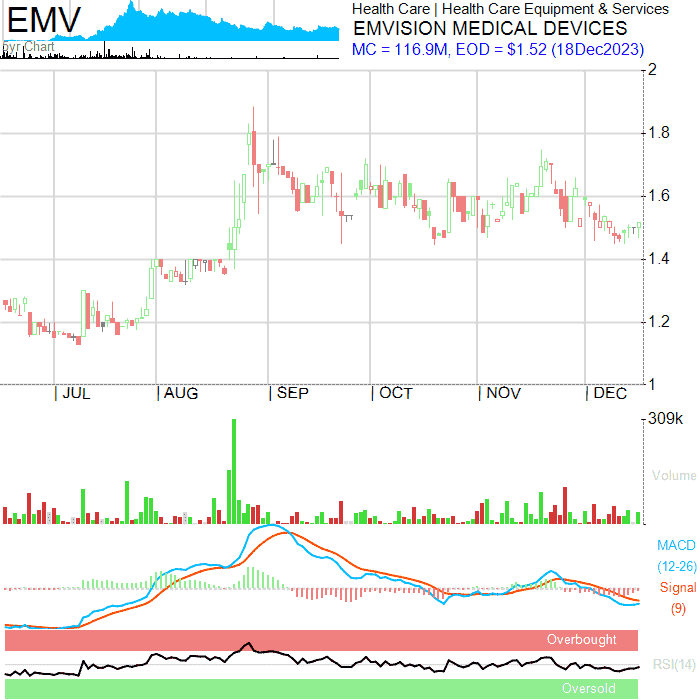 EMV
5yr Chart
Health Care | Health Care Equipment & Services
EMVISION MEDICAL DEVICES
MC = 116.9M, EOD = $1.52 (18Dec2023)
2
1.8
1.6
1.4
1.2
1
| JUL | AUG | SEP | OCT | NOV | DEC
309k
Volume
MACD
(12-26)
Signal
(9)
Overbought
RSI(14)
Oversold